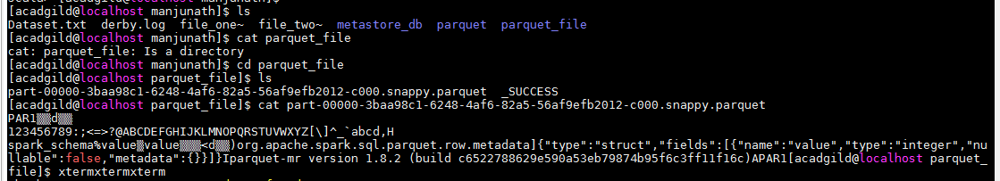 [acadgild@localhost manjunath]$ ls
Dataset.txt  derby.log  file_one~  file_two~  metastore_db  parquet  parquet_file
[acadgild@localhost manjunath]$ cat parquet_file
cat: parquet_file: Is a directory
[acadgild@localhost manjunath]$ cd parquet_file
[acadgild@localhost parquet_file]$ ls
part-00000-3baa98c1-6248-4af6-82a5-56af9efb2012-c000.snappy.parquet  _SUCCESS
[acadgild@localhost parquet_file]$ cat part-00000-3baa98c1-6248-4af6-82a5-56af9efb2012-c000.snappy.parquet
PAR1▒▒d▒▒
123456789:;<=>?@ABCDEFGHIJKLMNOPQRSTUVWXYZ[\]^_`abcd,H
spark_schema%value▒value▒▒▒<d▒▒)org.apache.spark.sql.parquet.row.metadata]{"type":"struct","fields":[{"name":"value","type":"integer","nu
llable":false,"metadata":{}}]}Iparquet-mr version 1.8.2 (build c6522788629e590a53eb79874b95f6c3ff11f16c)APAR1[acadgild@localhost parquet_
file]$ xtermxtermxterm